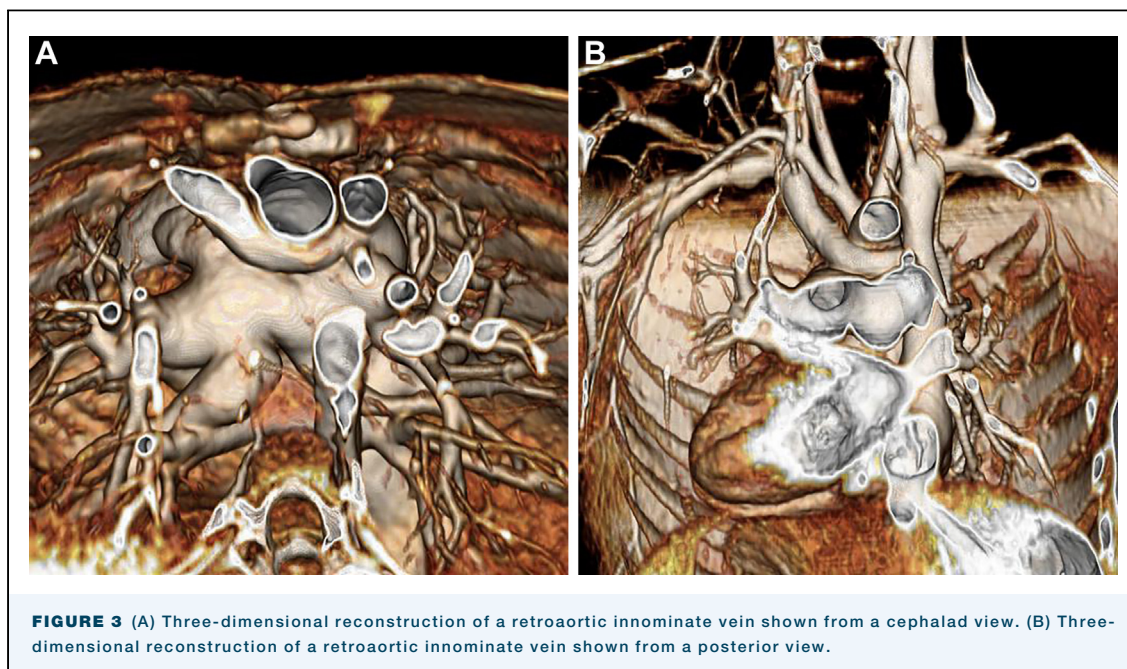 A
B
FIGURE 3 (A) Three-dimensional reconstruction of a retroaortic innominate vein shown from a cephalad view. (B) Three-
dimensional reconstruction of a retroaortic innominate vein shown from a posterior view.